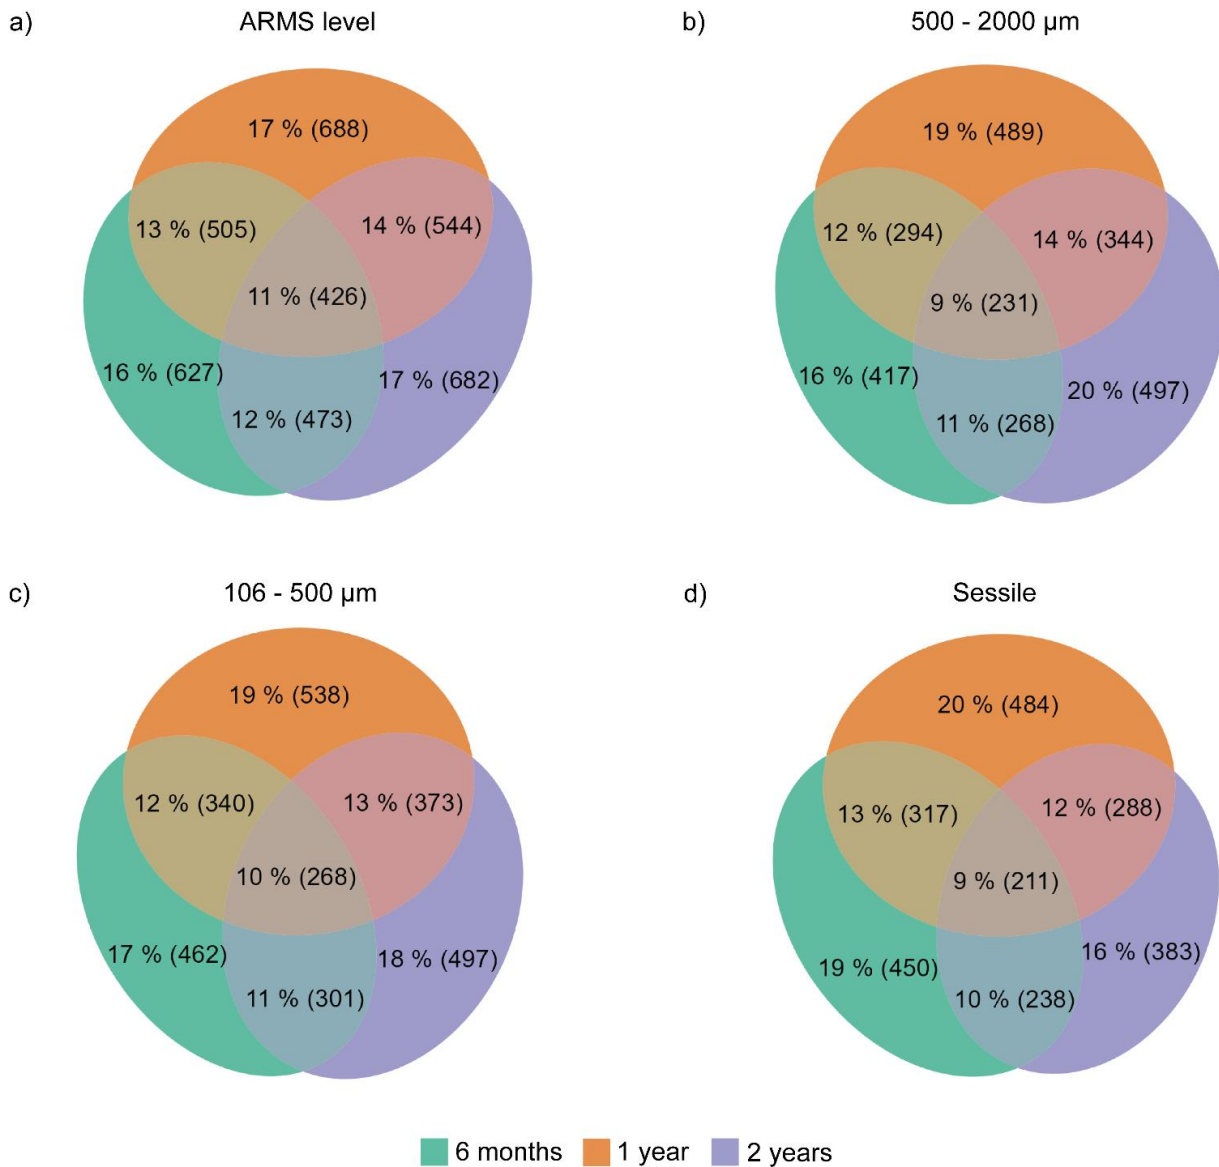 a) ARMS level
b) 500 - 2000 µm
17 % (688)
13 % (505)
14 % (544)
11 % (426)
16 % (627)
17 % (682)
12 % (473)
19 % (489)
12 % (294)
14 % (344)
9 % (231)
16 % (417)
20 % (497)
11 % (268)
c) 106 - 500 µm
d) Sessile
19 % (538)
12 % (340)
13 % (373)
10 % (268)
17 % (462)
18 % (497)
11 % (301)
20 % (484)
13 % (317)
12 % (288)
9 % (211)
19 % (450)
16 % (383)
10 % (238)
6 months 1 year 2 years